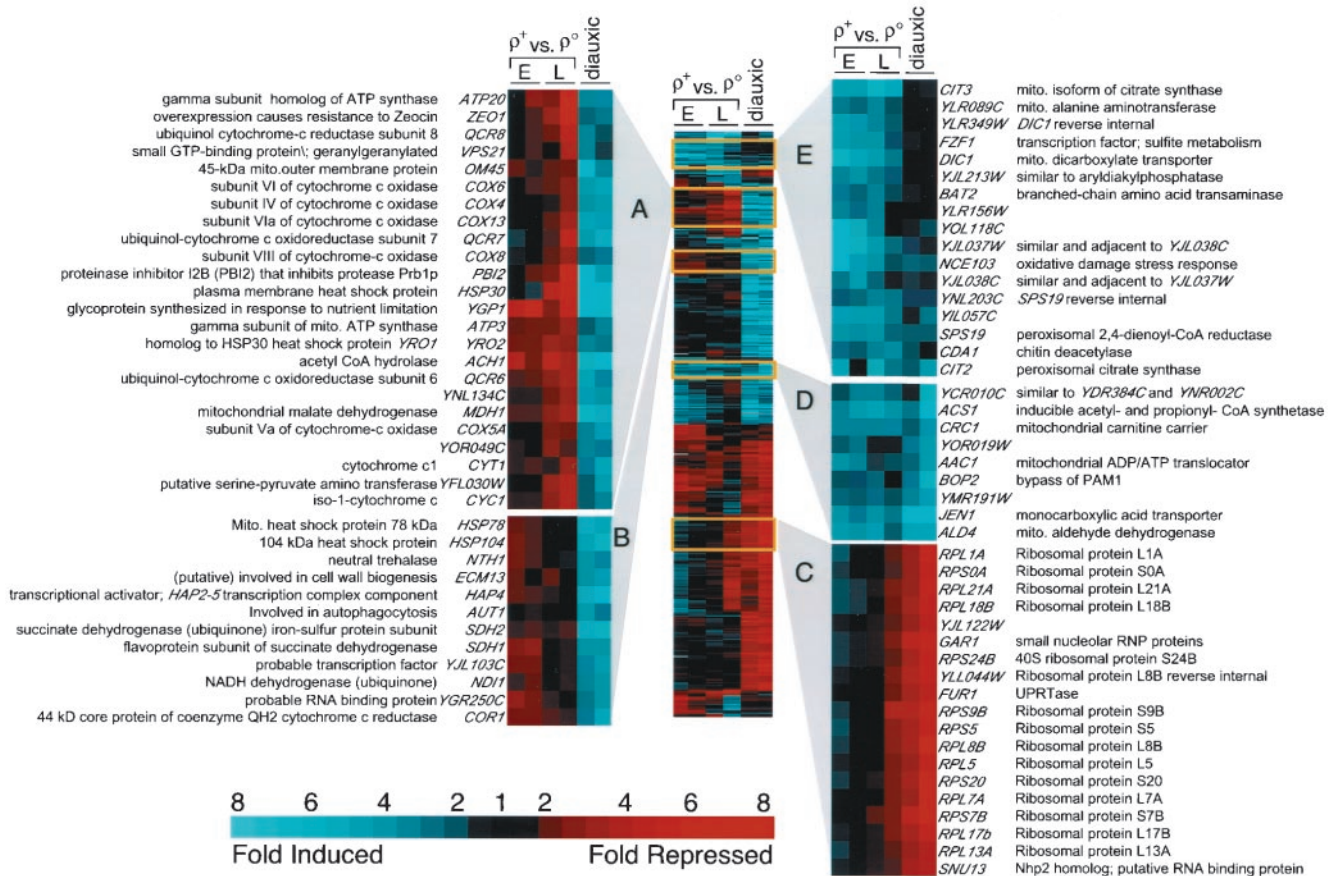 ρ+ vs. ρo
E L diauxic
gamma subunit homolog of ATP synthase ATP20
overexpression causes resistance to Zeocin ZEO1
ubiquinol cytochrome-c reductase subunit 8 QCR8
small GTP-binding protein\; geranylgeranylated VPS21
45-kDa mito.outer membrane protein OM45
subunit VI of cytochrome c oxidase COX6
subunit IV of cytochrome c oxidase COX4
subunit VIa of cytochrome c oxidase COX13
ubiquinol-cytochrome c oxidoreductase subunit 7 QCR7
subunit VIII of cytochrome-c oxidase COX8
proteinase inhibitor I2B (PBI2) that inhibits protease Prb1p PBI2
plasma membrane heat shock protein HSP30
glycoprotein synthesized in response to nutrient limitation YGP1
gamma subunit of mito. ATP synthase ATP3
homolog to HSP30 heat shock protein YRO1 YRO2
acetyl CoA hydrolase ACH1
ubiquinol-cytochrome c oxidoreductase subunit 6 QCR6
YNL134C
mitochondrial malate dehydrogenase MDH1
subunit Va of cytochrome-c oxidase COX5A
YOR049C
cytochrome c1 CYT1
putative serine-pyruvate amino transferase YFL030W
iso-1-cytochrome c CYC1
A
Mito. heat shock protein 78 kDa HSP78
104 kDa heat shock protein HSP104
neutral trehalase NTH1
(putative) involved in cell wall biogenesis ECM13
transcriptional activator; HAP2-5 transcription complex component HAP4
Involved in autophagocytosis AUT1
succinate dehydrogenase (ubiquinone) iron-sulfur protein subunit SDH2
flavoprotein subunit of succinate dehydrogenase SDH1
probable transcription factor YJL103C
NADH dehydrogenase (ubiquinone) NDI1
probable RNA binding protein YGR250C
44 kD core protein of coenzyme QH2 cytochrome c reductase COR1
B
ρ+ vs. ρo
E L diauxic
ρ+ vs. ρo
E L diauxic
E
CIT3 mito. isoform of citrate synthase
YLR089C mito. alanine aminotransferase
YLR349W DIC1 reverse internal
FZF1 transcription factor; sulfite metabolism
DIC1 mito. dicarboxylate transporter
YJL213W similar to aryldiakylphosphatase
BAT2 branched-chain amino acid transaminase
YLR156W
YOL118C
YJL037W similar and adjacent to YJL038C
NCE103 oxidative damage stress response
YJL038C similar and adjacent to YJL037W
YNL203C SPS19 reverse internal
YIL057C
SPS19 peroxisomal 2,4-dienoyl-CoA reductase
CDA1 chitin deacetylase
CIT2 peroxisomal citrate synthase
D
YCR010C similar to YDR384C and YNR002C
ACS1 inducible acetyl- and propionyl- CoA synthetase
CRC1 mitochondrial carnitine carrier
YOR019W
AAC1 mitochondrial ADP/ATP translocator
BOP2 bypass of PAM1
YMR191W
JEN1 monocarboxylic acid transporter
ALD4 mito. aldehyde dehydrogenase
C
RPL1A Ribosomal protein L1A
RPS0A Ribosomal protein S0A
RPL21A Ribosomal protein L21A
RPL18B Ribosomal protein L18B
YJL122W
GAR1 small nucleolar RNP proteins
RPS24B 40S ribosomal protein S24B
YLL044W Ribosomal protein L8B reverse internal
FUR1 UPRTase
RPS9B Ribosomal protein S9B
RPS5 Ribosomal protein S5
RPL8B Ribosomal protein L8B
RPL5 Ribosomal protein L5
RPS20 Ribosomal protein S20
RPL7A Ribosomal protein L7A
RPS7B Ribosomal protein S7B
RPL17b Ribosomal protein L17B
RPL13A Ribosomal protein L13A
SNU13 Nhp2 homolog; putative RNA binding protein
8 6 4 2 1 2 4 6 8
Fold Induced Fold Repressed